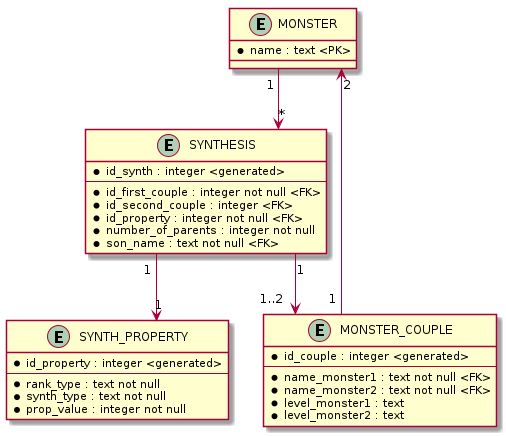 E MONSTER
name : text <PK>
1
2
*
E SYNTHESIS
id_synth : integer <generated>
id_first_couple : integer not null <FK>
id_second_couple : integer <FK>
id_property : integer not null <FK>
number_of_parents : integer not null
son_name : text not null <FK>
1
1
1
1..2
1
E SYNTH_PROPERTY
id_property : integer <generated>
rank_type : text not null
synth_type : text not null
prop_value : integer not null
E MONSTER_COUPLE
id_couple : integer <generated>
name_monster1 : text not null <FK>
name_monster2 : text not null <FK>
level_monster1 : text
level_monster2 : text